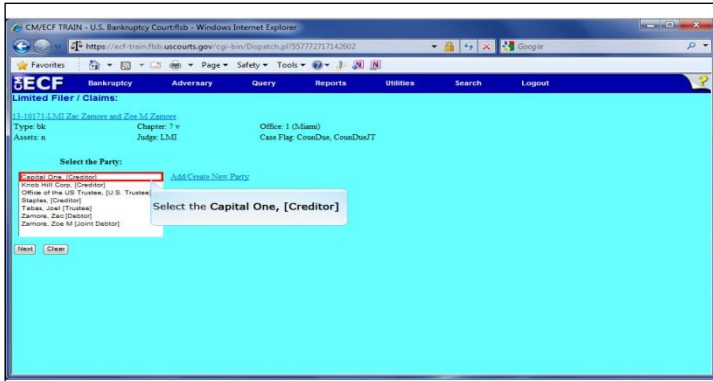 CM/ECF TRAIN - U.S. Bankruptcy Court:flsb - Windows Internet Explorer
https://ecf-train.flsb.uscourts.gov/cgi-bin/Dispatch.pl?557772717142602
Google
Favorites Page Safety Tools
ECF Bankruptcy Adversary Query Reports Utilities Search Logout ?
Limited Filer / Claims:
13-10171-LMI Zac Zamore and Zoe M Zamore
Type: bk Chapter: 7 v Office: 1 (Miami)
Assets: n Judge: LMI Case Flag: CounDue, CounDueJT
Select the Party:
Capital One, [Creditor] Add/Create New Party
Knob Hill Corp, [Creditor]
Office of the US Trustee, [U.S. Trustee]
Staples, [Creditor]
Tabas, Joel [Trustee]
Zamore, Zac [Debtor]
Zamore, Zoe M [Joint Debtor]
Select the Capital One, [Creditor]
Next Clear